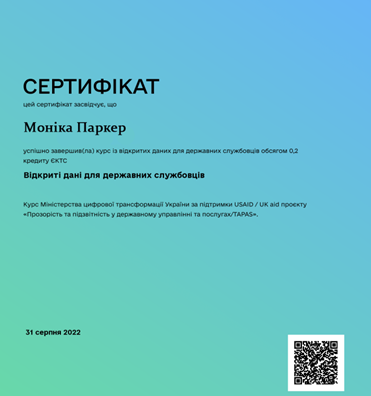 СЕРТИФІКАТ
цей сертифікат засвідчує, що
Моніка Паркер
успішно завершив(ла) курс із відкритих даних для державних службовців обсягом 0,2
кредиту ЄКТС
Відкриті дані для державних службовців
Курс Міністерства цифрової трансформації України за підтримки USAID / UK aid проєкту
«Прозорість та підзвітність у державному управлінні та послугах/TAPAS».
31 серпня 2022